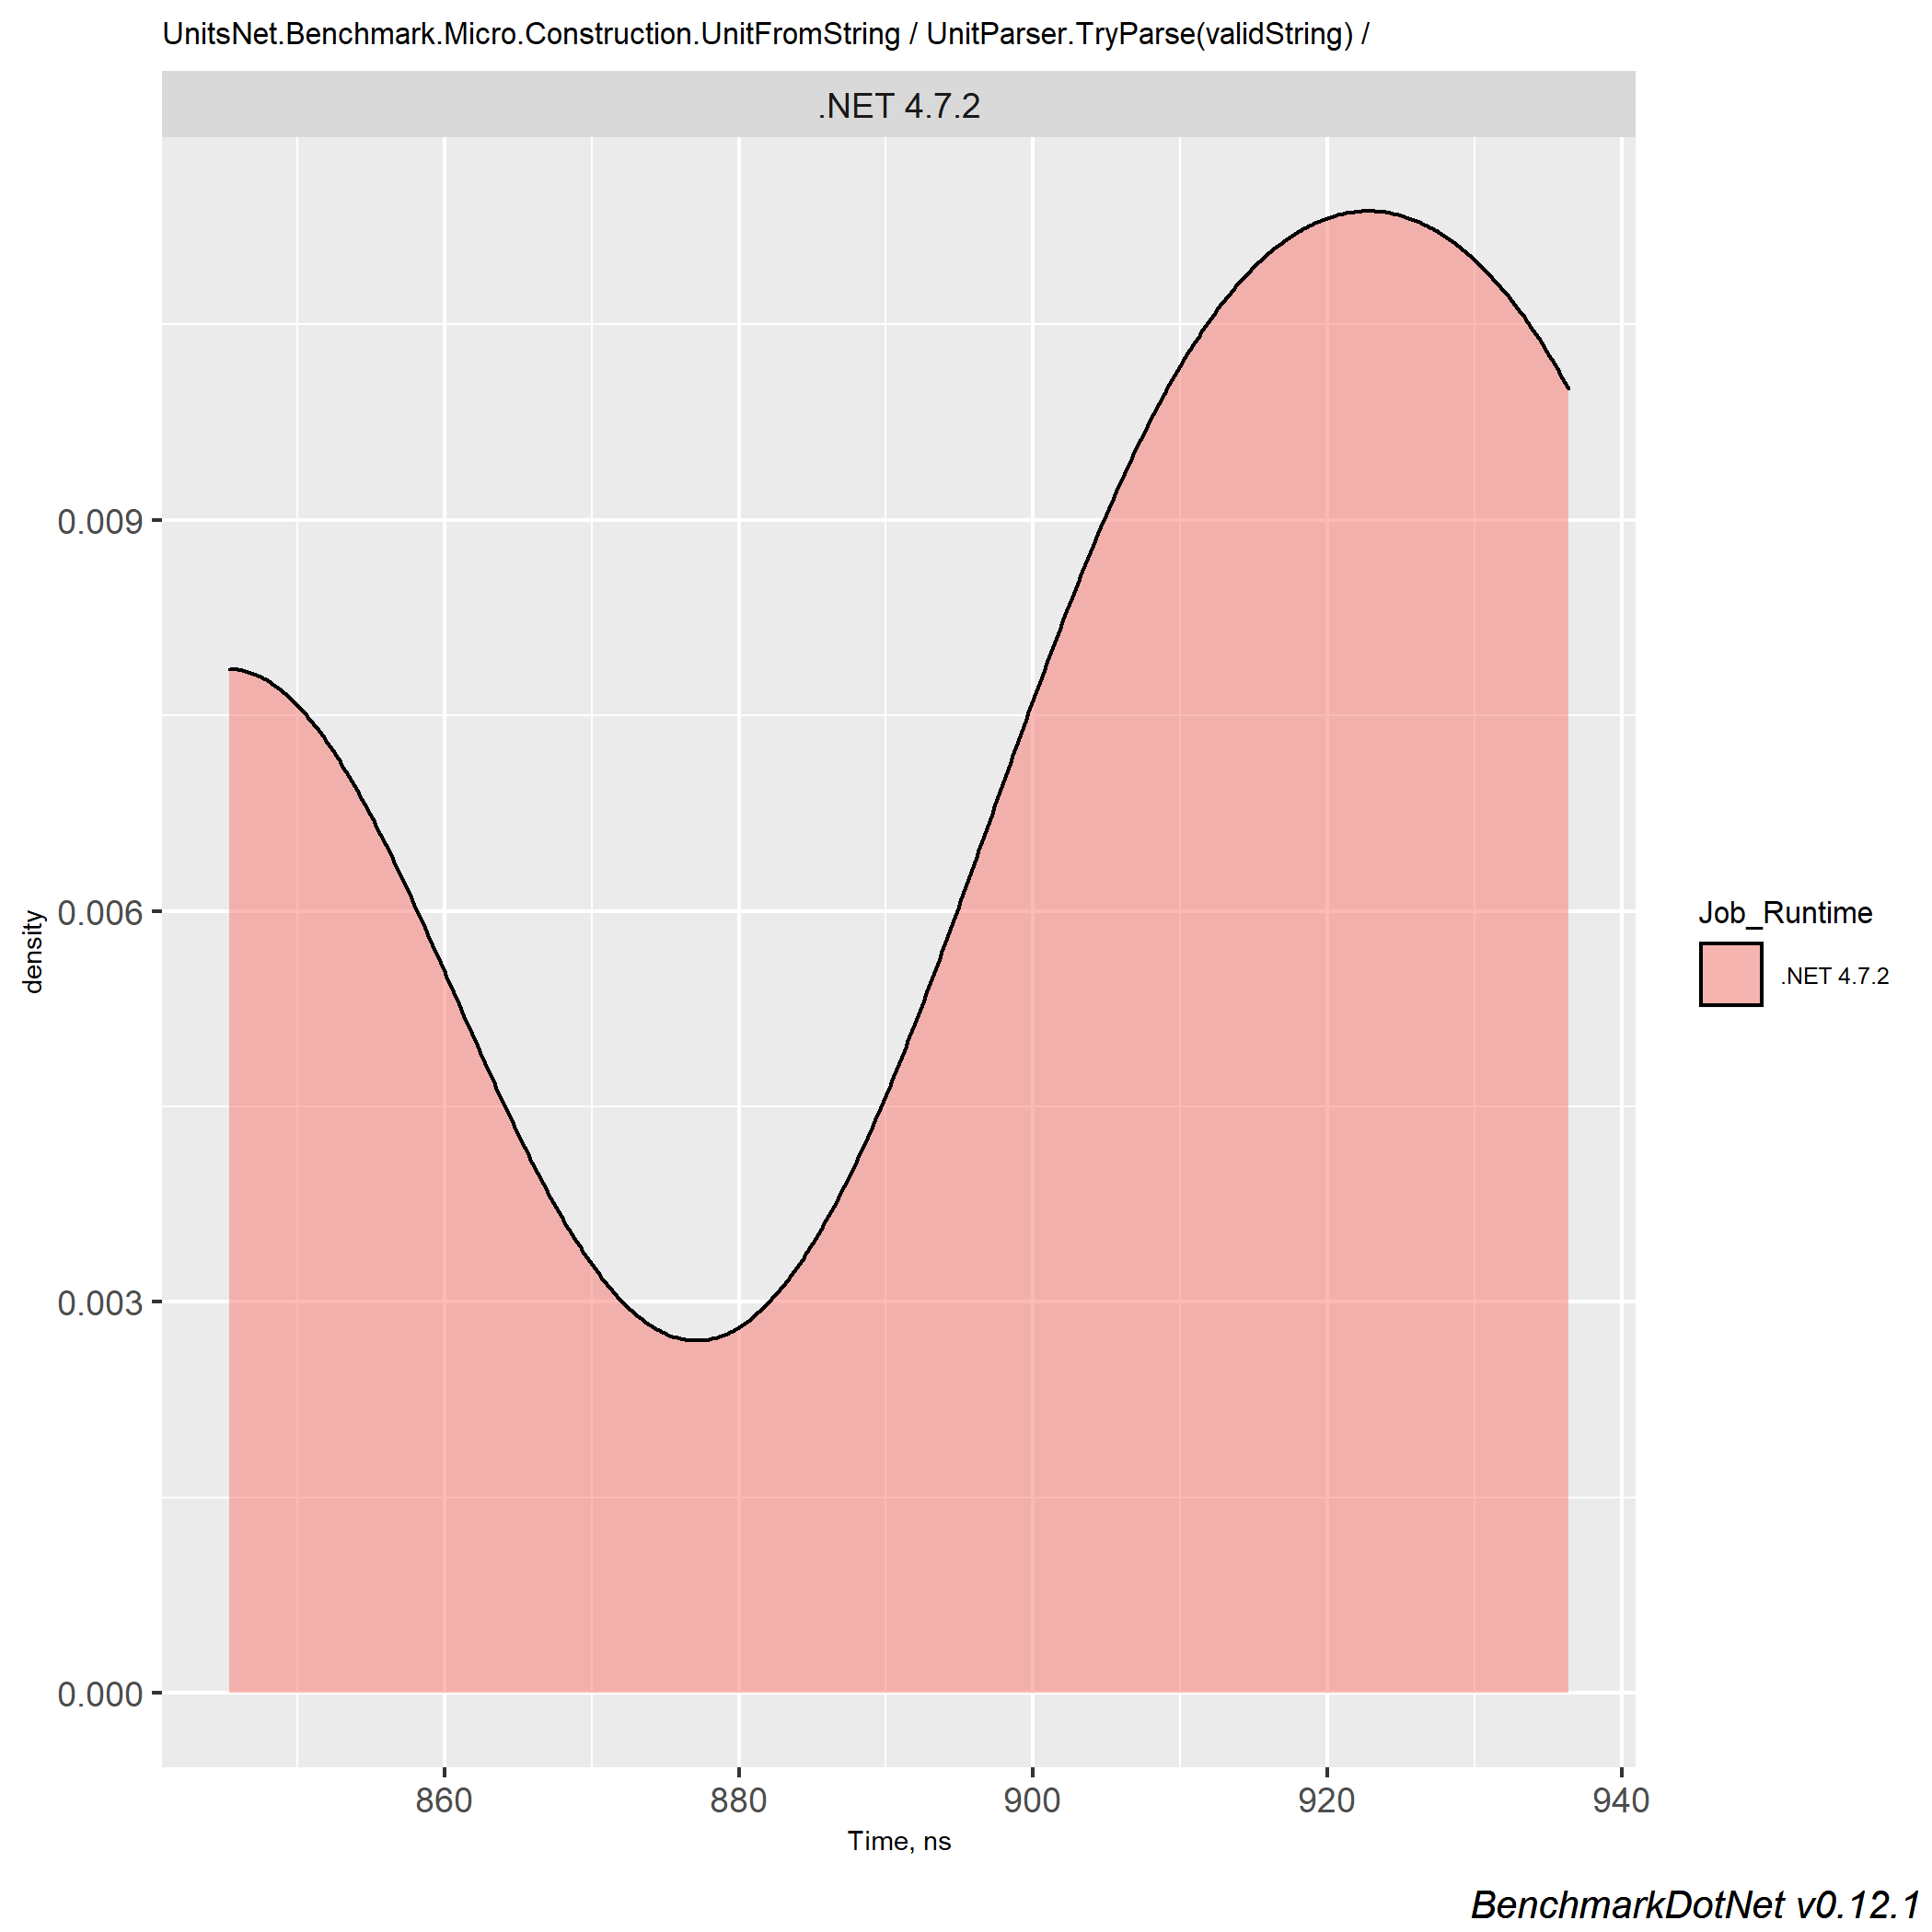 UnitsNet.Benchmark.Micro.Construction.UnitFromString / UnitParser.TryParse(validString) /
.NET 4.7.2
0.009
0.006
0.003
0.000
density
860
880
900
920
940
Time, ns
Job_Runtime
.NET 4.7.2
BenchmarkDotNet v0.12.1